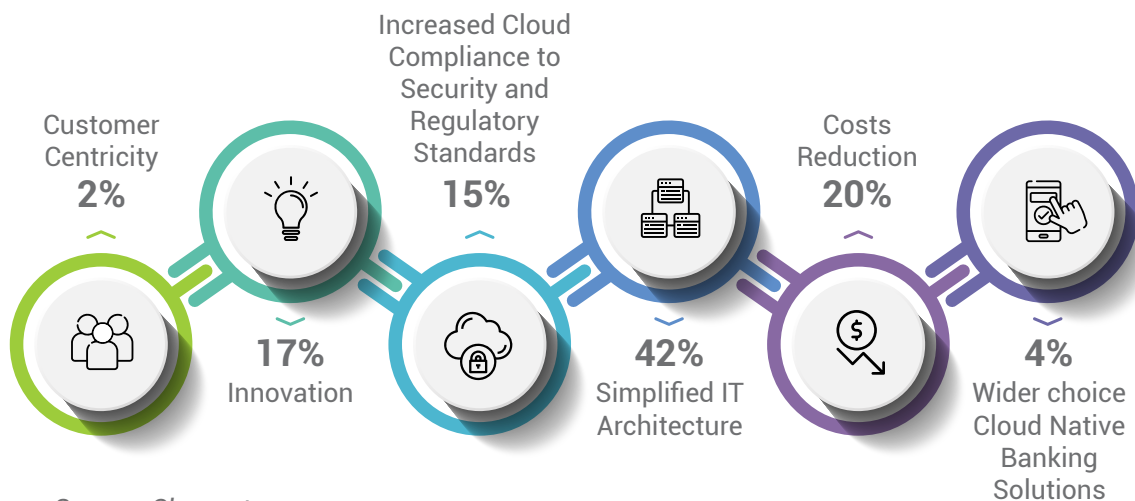 Customer
Centricity
2%
17%
Innovation
Increased Cloud
Compliance to
Security and
Regulatory
Standards
15%
42%
Simplified IT
Architecture
Costs
Reduction
20%
4%
Wider choice
Cloud Native
Banking
Solutions